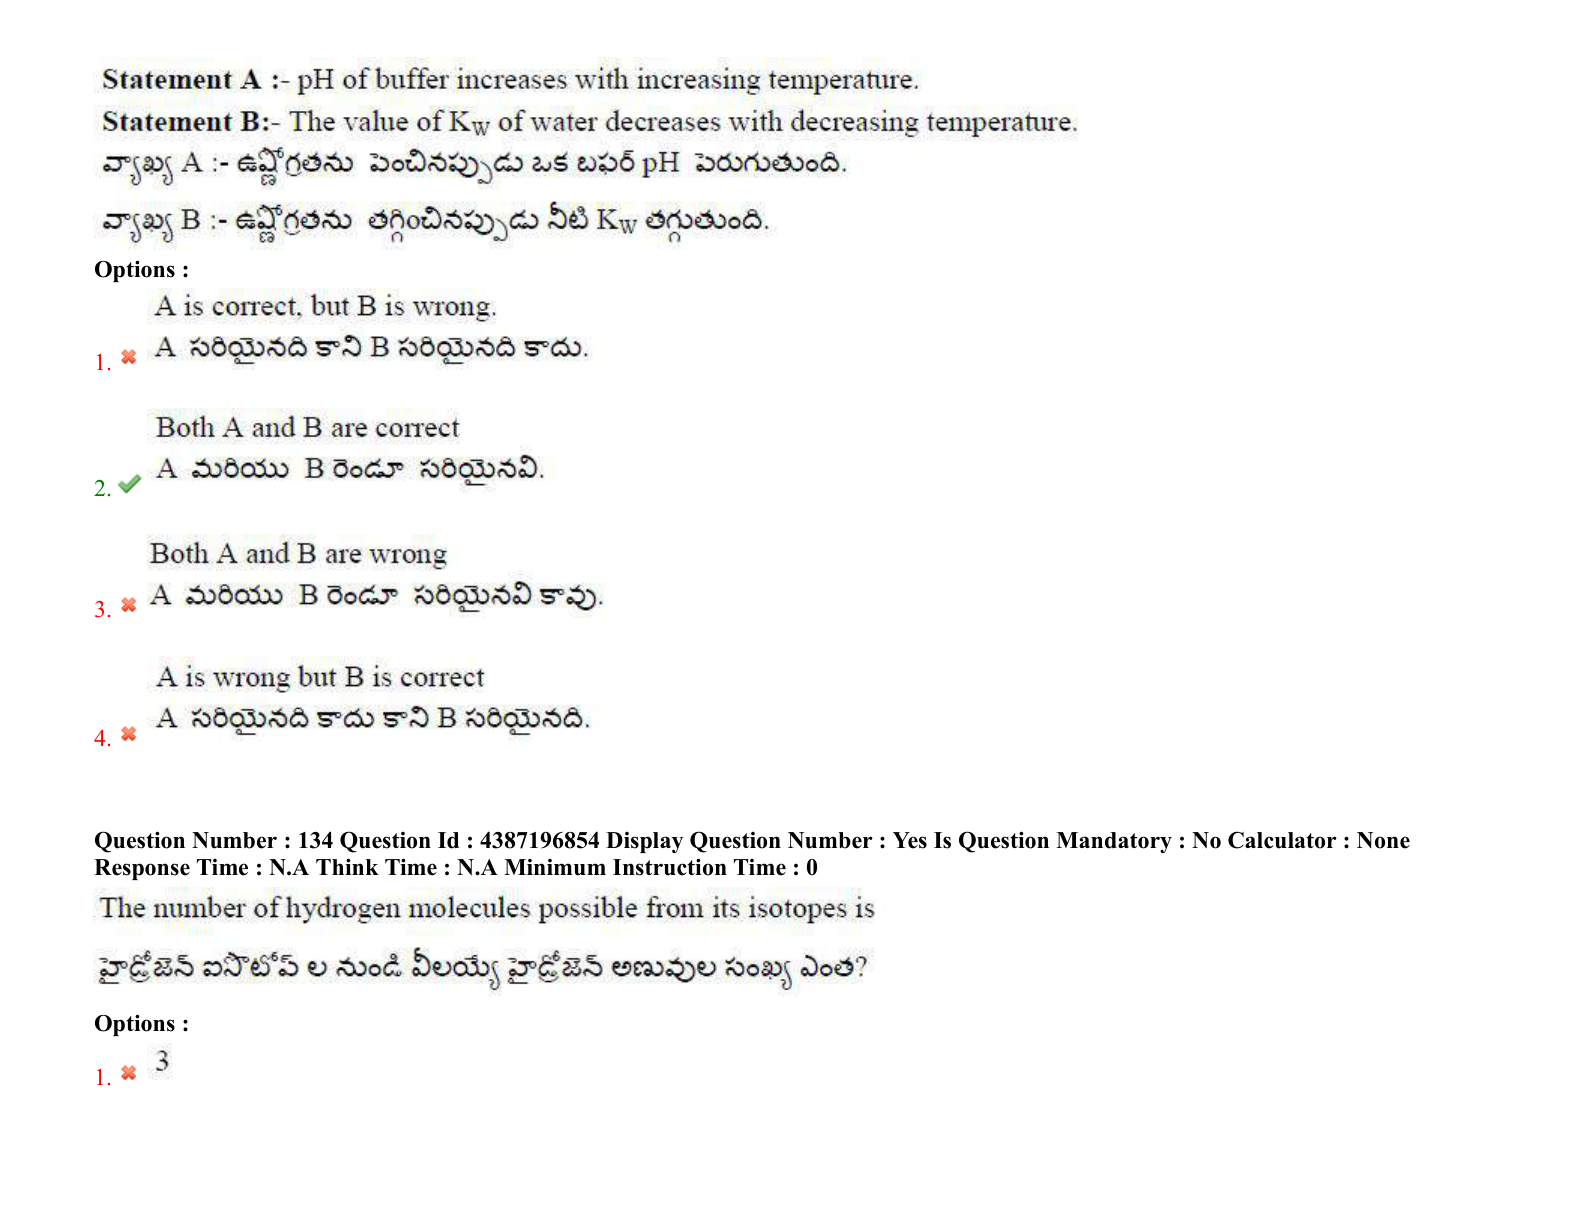 Statement A :- pH of buffer increases with increasing temperature.
Statement B:- The value of KW of water decreases with decreasing temperature.
వ్యాఖ్య A :- ఉష్ణోగ్రతను పెంచినప్పుడు ఒక బఫర్ pH పెరుగుతుంది.
వ్యాఖ్య B :- ఉష్ణోగ్రతను తగ్గించినప్పుడు నీటి KW తగ్గుతుంది.
Options :
A is correct, but B is wrong.
1. A సరియైనది కాని B సరియైనది కాదు.
Both A and B are correct
2. A మరియు B రెండూ సరియైనవి.
Both A and B are wrong
3. A మరియు B రెండూ సరియైనవి కావు.
A is wrong but B is correct
4. A సరియైనది కాదు కాని B సరియైనది.
Question Number : 134 Question Id : 4387196854 Display Question Number : Yes Is Question Mandatory : No Calculator : None
Response Time : N.A Think Time : N.A Minimum Instruction Time : 0
The number of hydrogen molecules possible from its isotopes is
హైడ్రోజెన్ ఐసొటోప్ ల నుండి వీలయ్యే హైడ్రోజెన్ అణువుల సంఖ్య ఎంత?
Options :
1. 3